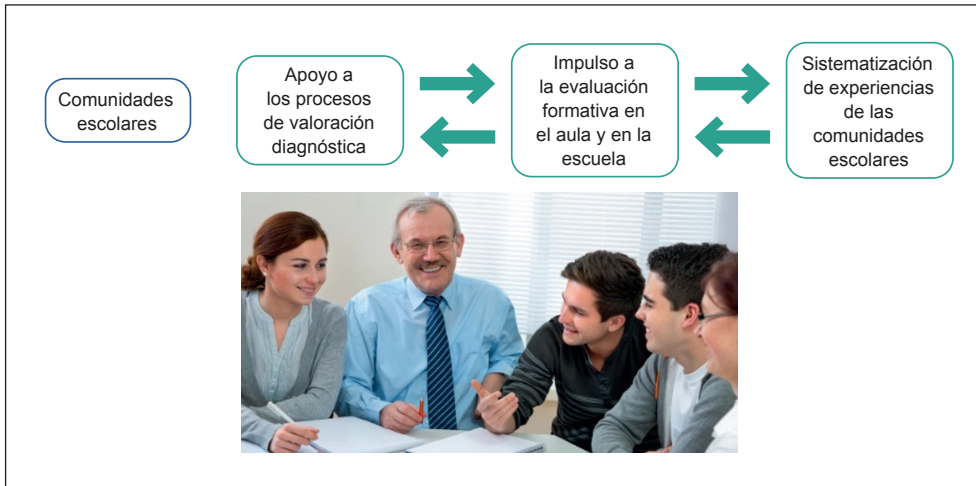 Comunidades
escolares
Apoyo a
los procesos
de valoración
diagnóstica
Impulso a
la evaluación
formativa en
el aula y en la
escuela
Sistematización
de experiencias
de las
comunidades
escolares